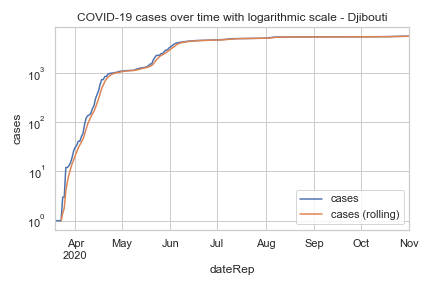 COVID-19 cases over time with logarithmic scale - Djibouti
cases
10³
10²
10¹
10⁰
Apr
2020
May
Jun
Jul
Aug
Sep
Oct
Nov
dateRep
cases
cases (rolling)